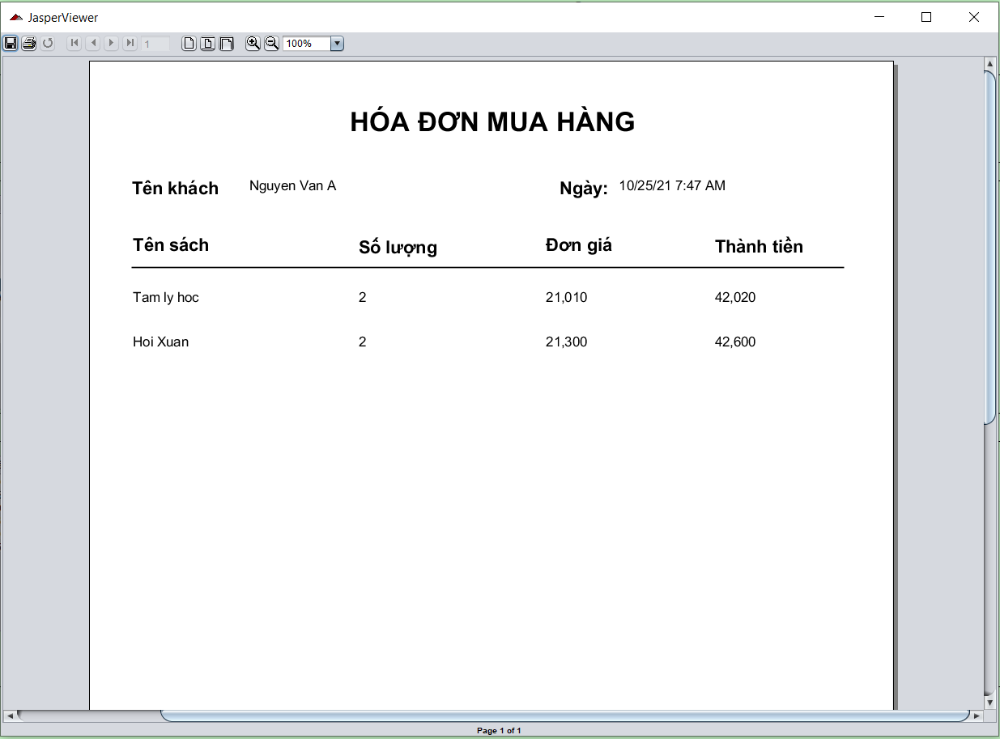 JasperViewer
1 100%
HÓA ĐƠN MUA HÀNG
Tên khách Nguyen Van A Ngày: 10/25/21 7:47 AM
Tên sách Số lượng Đơn giá Thành tiền
Tam ly hoc 2 21,010 42,020
Hoi Xuan 2 21,300 42,600
Page 1 of 1